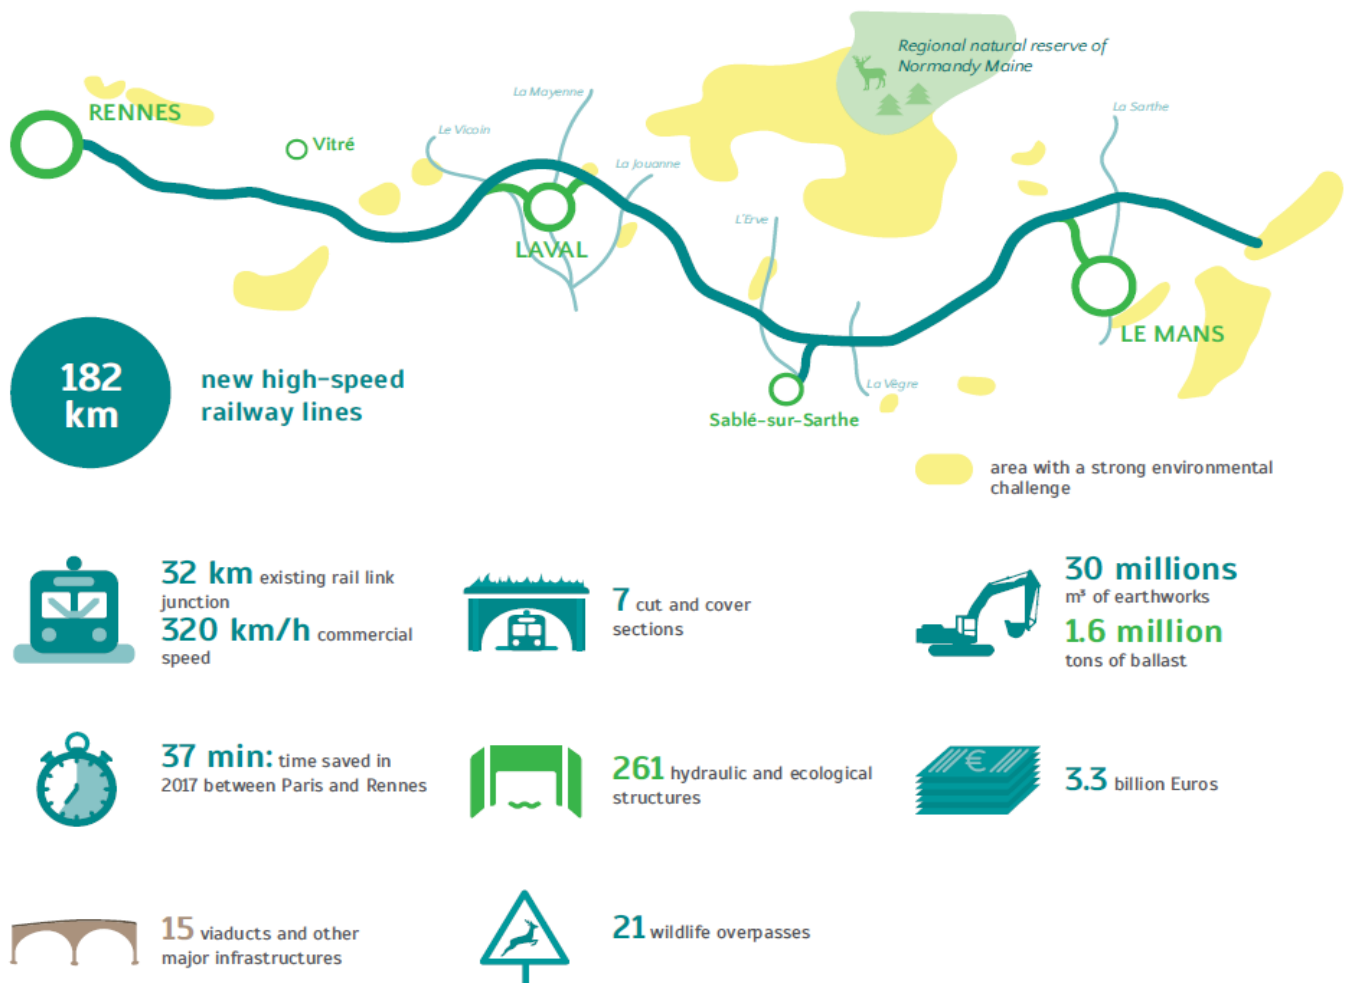 Regional natural reserve of
Normandy Maine
RENNES
Vitré
Le Vicoin
La Mayenne
La Jouanne
LAVAL
L'Erve
La Sarthe
LE MANS
La Vègre
Sablé-sur-Sarthe
182
km
new high-speed
railway lines
area with a strong environmental
challenge
32 km existing rail link
junction
320 km/h commercial
speed
7 cut and cover
sections
30 millions
m³ of earthworks
1.6 million
tons of ballast
37 min: time saved in
2017 between Paris and Rennes
261 hydraulic and ecological
structures
€
3.3 billion Euros
15 viaducts and other
major infrastructures
21 wildlife overpasses